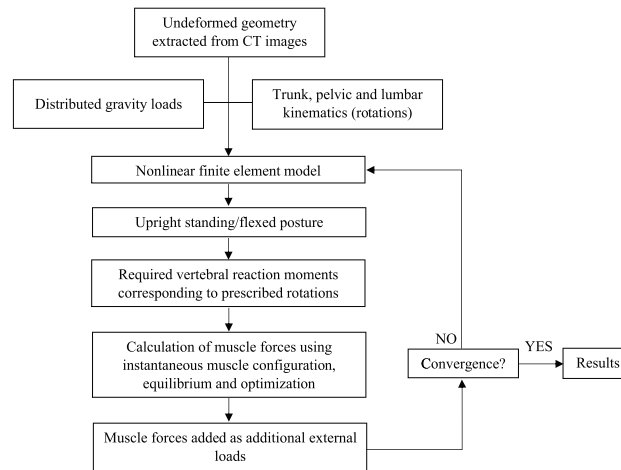 Undeformed geometry
extracted from CT images
Distributed gravity loads
Trunk, pelvic and lumbar
kinematics (rotations)
Nonlinear finite element model
Upright standing/flexed posture
Required vertebral reaction moments
corresponding to prescribed rotations
Calculation of muscle forces using
instantaneous muscle configuration,
equilibrium and optimization
Muscle forces added as additional external
loads
NO
Convergence?
YES
Results